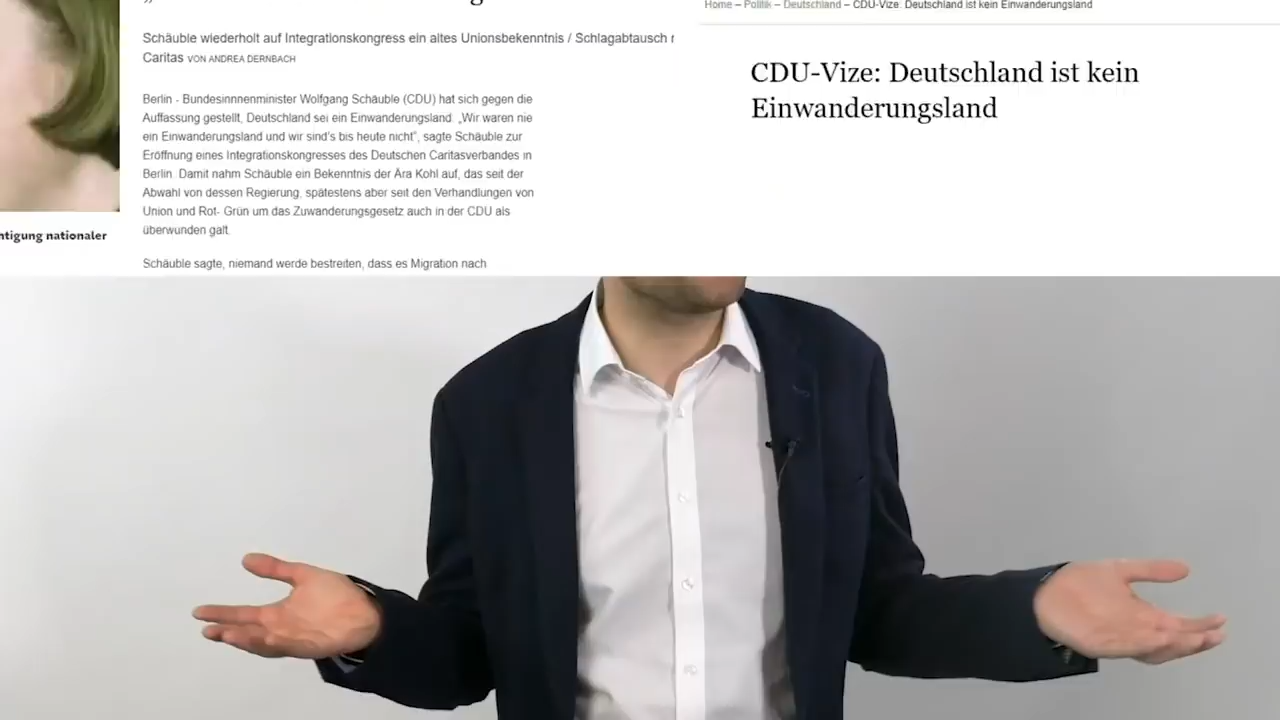 Schäuble wiederholt auf Integrationskongress ein altes Unionsbekenntnis / Schlagabtausch
Caritas VON ANDREA DERNBACH
Berlin - Bundesinnnenminister Wolfgang Schäuble (CDU) hat sich gegen die
Auffassung gestellt, Deutschland sei ein Einwanderungsland. „Wir waren nie
ein Einwanderungsland und wir sind's bis heute nicht", sagte Schäuble zur
Eröffnung eines Integrationskongresses des Deutschen Caritasverbandes in
Berlin. Damit nahm Schäuble ein Bekenntnis der Ära Kohl auf, das seit der
Abwahl von dessen Regierung, spätestens aber seit den Verhandlungen von
Union und Rot- Grün um das Zuwanderungsgesetz auch in der CDU als
überwunden galt.
Schäuble sagte, niemand werde bestreiten, dass es Migration nach
ntigung nationaler
Home – Politik – Deutschland – CDU-Vize: Deutschland ist kein Einwanderungsland
CDU-Vize: Deutschland ist kein
Einwanderungsland